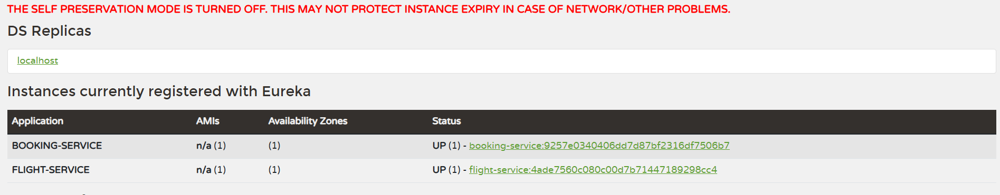 THE SELF PRESERVATION MODE IS TURNED OFF. THIS MAY NOT PROTECT INSTANCE EXPIRY IN CASE OF NETWORK/OTHER PROBLEMS.
DS Replicas
localhost
Instances currently registered with Eureka
Application AMIs Availability Zones Status
BOOKING-SERVICE n/a (1) (1) UP (1) - booking-service:9257e0340406dd7d87bf2316df7506b7
FLIGHT-SERVICE n/a (1) (1) UP (1) - flight-service:4ade7560c080c00d7b71447189298cc4